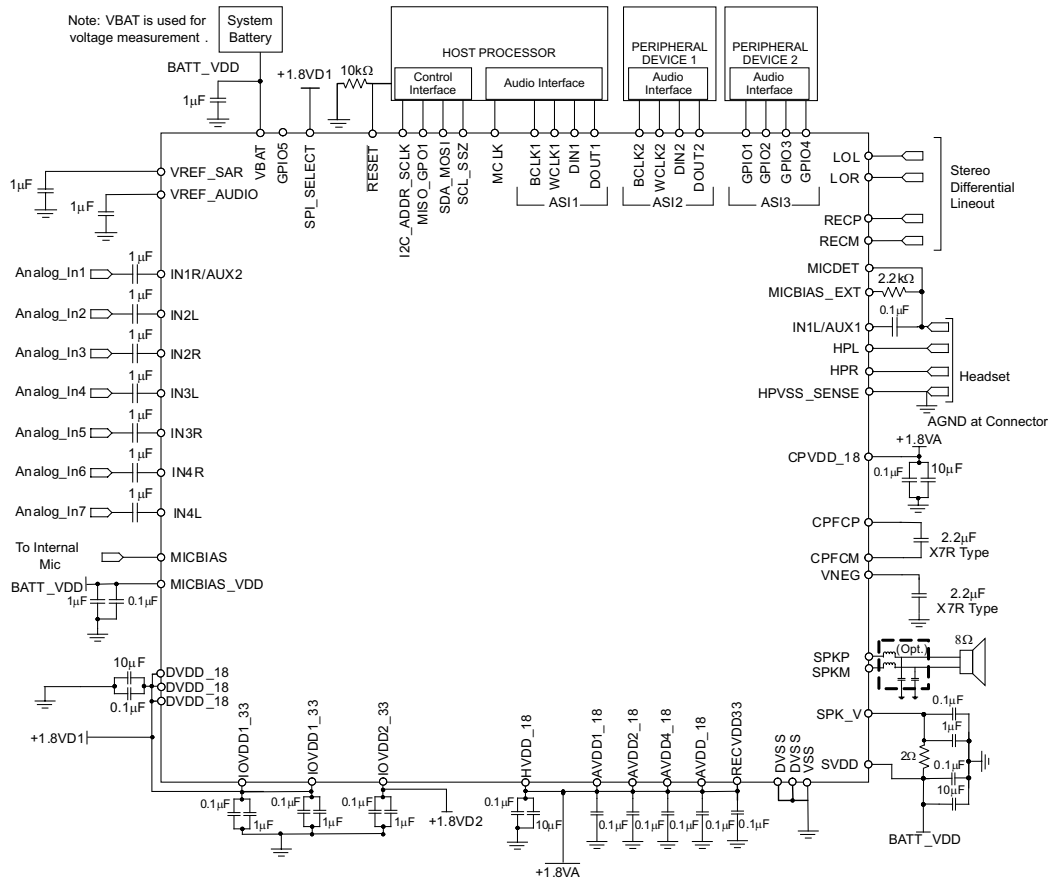 Note: VBAT is used for
voltage measurement .
System
Battery
BATT_VDD
1μF
+1.8VD1
10kΩ
HOST PROCESSOR
Control
Interface
Audio Interface
PERIPHERAL
DEVICE 1
Audio
Interface
PERIPHERAL
DEVICE 2
Audio
Interface
VBAT
GPIO5
SPI_SELECT
RESET
I2C_ADDR_SCLK
MISO_GPO1
SDA_MOSI
SCL_SSZ
MCLK
BCLK1
WCLK1
DIN1
DOUT1
ASI1
BCLK2
WCLK2
DIN2
DOUT2
ASI2
GPIO1
GPIO2
GPIO3
GPIO4
ASI3
1μF
VREF_SAR
1μF
VREF_AUDIO
Analog_In1
1μF
IN1R/AUX2
Analog_In2
1μF
IN2L
Analog_In3
1μF
IN2R
Analog_In4
1μF
IN3L
Analog_In5
1μF
IN3R
Analog_In6
1μF
IN4R
Analog_In7
1μF
IN4L
To Internal
Mic
MICBIAS
BATT_VDD
MICBIAS_VDD
1μF
0.1μF
10μF
0.1μF
DVDD_18
DVDD_18
DVDD_18
+1.8VD1
LOL
LOR
RECP
RECM
Stereo
Differential
Lineout
MICDET
2.2kΩ
MICBIAS_EXT
0.1μF
IN1L/AUX1
HPL
HPR
HPVSS_SENSE
Headset
AGND at Connector
+1.8VA
CPVDD_18
0.1μF
10μF
CPFCP
CPFCM
2.2μF
X7R Type
VNEG
2.2μF
X7R Type
SPKP
SPKM
(Opt.)
8Ω
SPK_V
0.1μF
1μF
2Ω
SVDD
0.1μF
10μF
BATT_VDD
IOVDD1_33
IOVDD1_33
IOVDD2_33
0.1μF
1μF
0.1μF
1μF
0.1μF
1μF
+1.8VD2
HVDD_18
AVDD1_18
AVDD2_18
AVDD4_18
AVDD_18
RECVDD33
DVSS
DVSS
VSS
0.1μF
10μF
0.1μF
0.1μF
0.1μF
0.1μF
0.1μF
+1.8VA